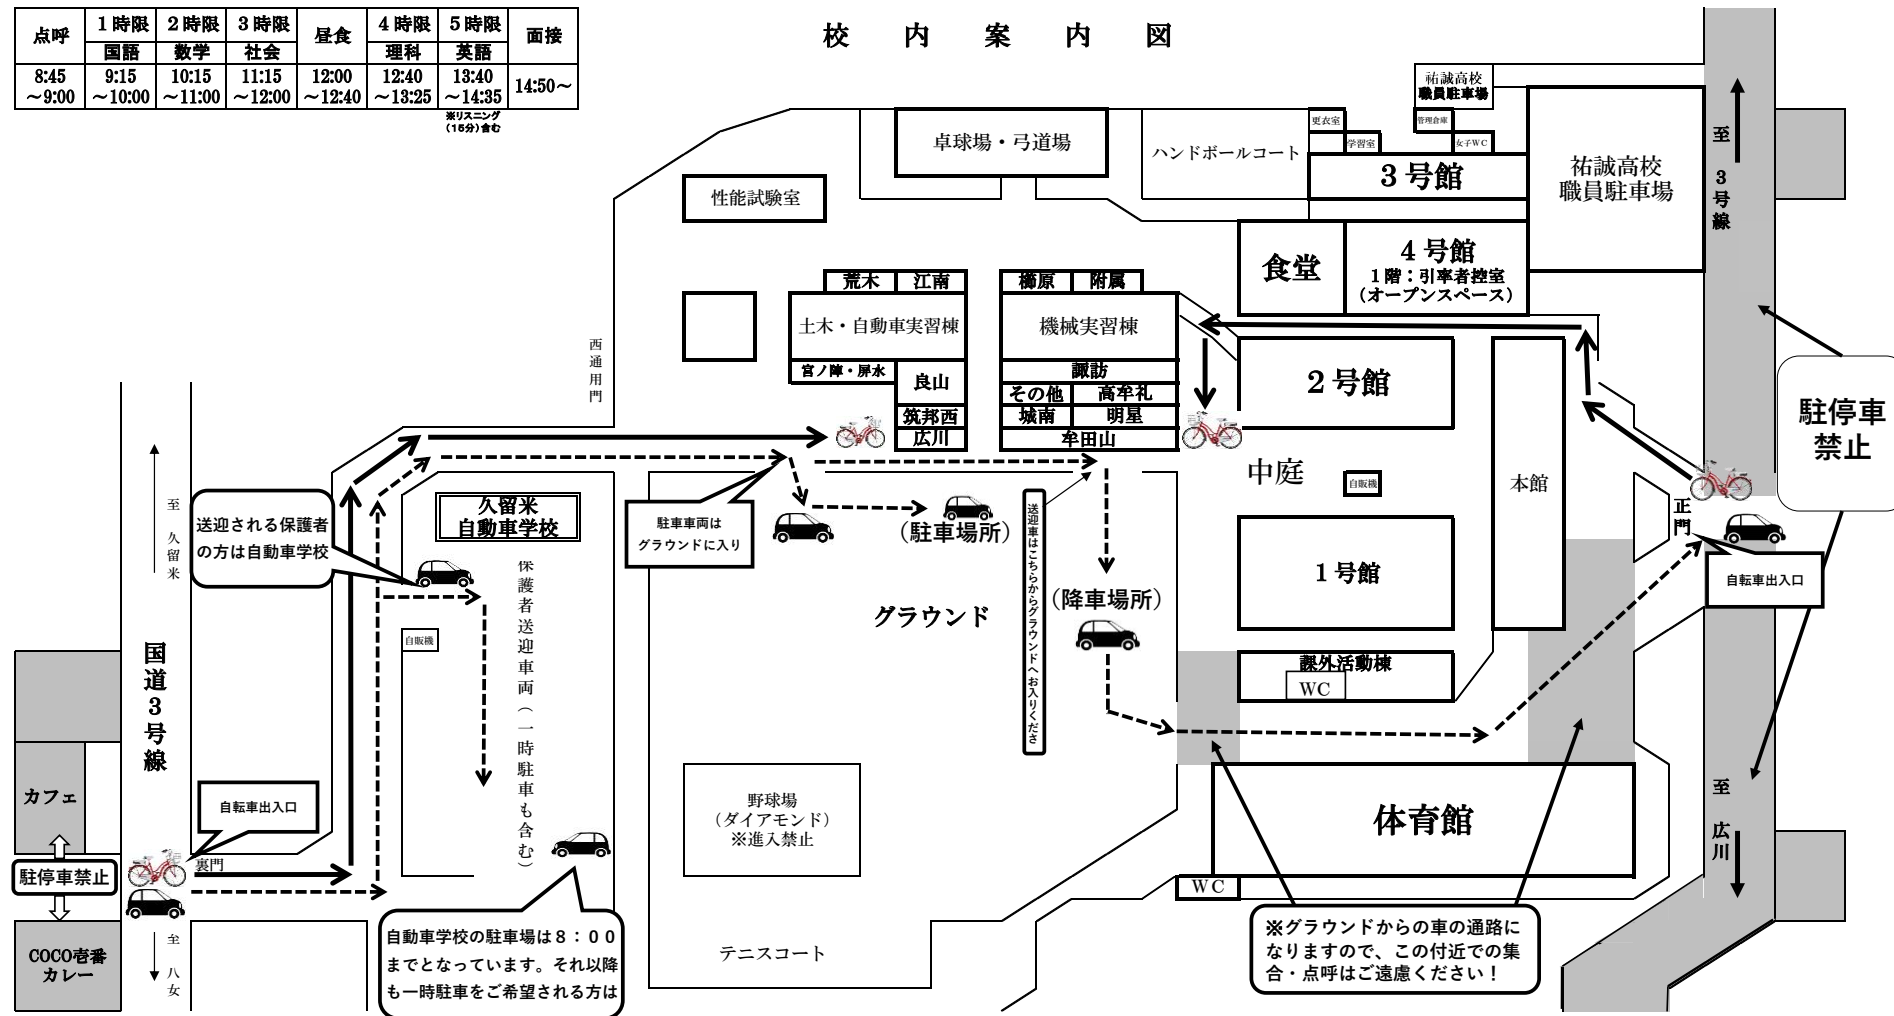 校　内　案　内　図
点呼
１時限
２時限
３時限
昼食
４時限
５時限
面接
国語
数学
社会
理科
英語
8:45
～9:00
9:15
～10:00
10:15
～11:00
11:15
～12:00
12:00
～12:40
12:40
～13:25
13:40
～14:35
14:50～
※リスニング
（15分）含む
祐誠高校
職員駐車場
更衣室
学習室
管理倉庫
女子WC
卓球場・弓道場
ハンドボールコート
３号館
祐誠高校
職員駐車場
至　３号線
性能試験室
食堂
４号館
１階：引率者控室
（オープンスペース）
荒木
江南
櫛原
附属
土木・自動車実習棟
機械実習棟
西通用門
宮ノ陣・屏水
良山
諏訪
その他
高牟礼
筑邦西
城南
明星
広川
牟田山
２号館
駐停車
禁止
中庭
自販機
本館
正門
至　久留米
送迎される保護者
の方は自動車学校
久留米
自動車学校
駐車車両は
グラウンドに入り
（駐車場所）
送迎車はこちらからグラウンドへお入りくださ
保護者送迎車両（一時駐車も含む）
１号館
自転車出入口
（降車場所）
グラウンド
自販機
国道３号線
課外活動棟
WC
カフェ
自転車出入口
野球場
（ダイアモンド）
※進入禁止
体育館
至　広川
裏門
駐停車禁止
WC
COCO壱番
カレー
至　八女
自動車学校の駐車場は８：００
までとなっています。それ以降
も一時駐車をご希望される方は
テニスコート
※グラウンドからの車の通路に
なりますので、この付近での集
合・点呼はご遠慮ください！